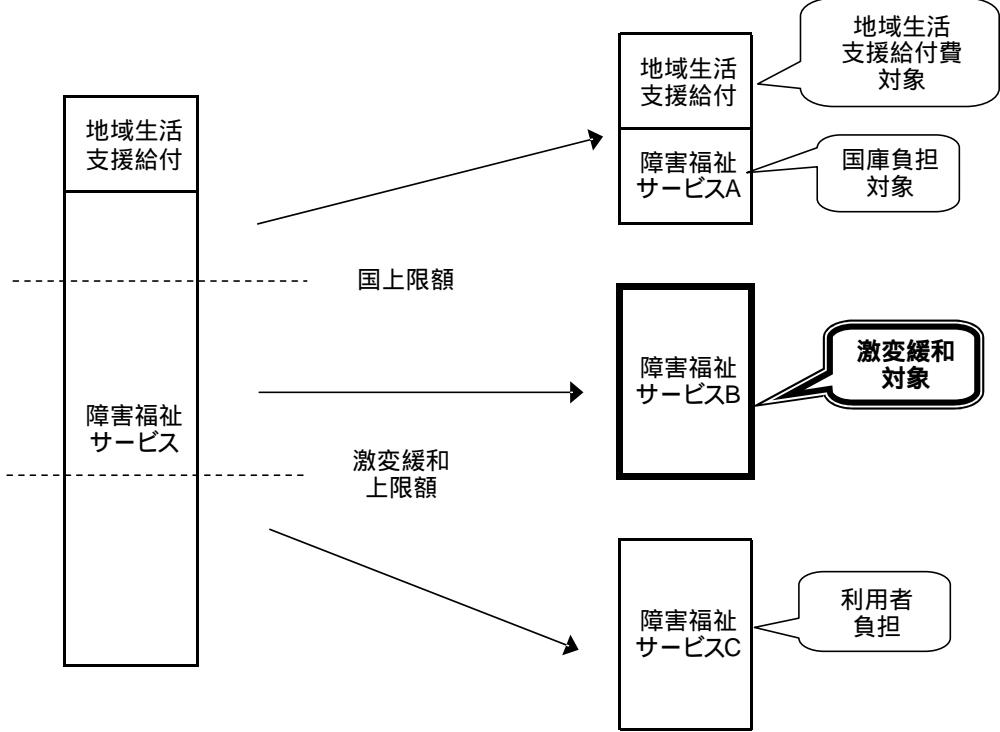 地域生活
支援給付
障害福祉
サービス
国上限額
激変緩和
上限額
地域生活
支援給付
障害福祉
サービスA
地域生活
支援給付費
対象
国庫負担
対象
障害福祉
サービスB
激変緩和
対象
障害福祉
サービスC
利用者
負担